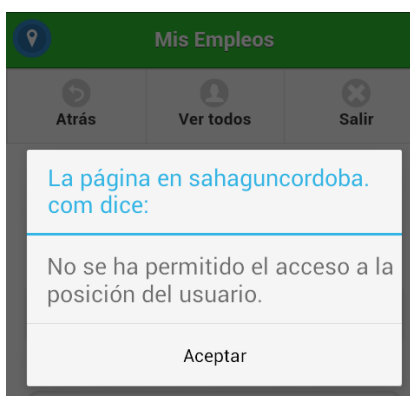 Mis Empleos
Atrás Ver todos Salir
La página en sahaguncordoba.
com dice:
No se ha permitido el acceso a la
posición del usuario.
Aceptar